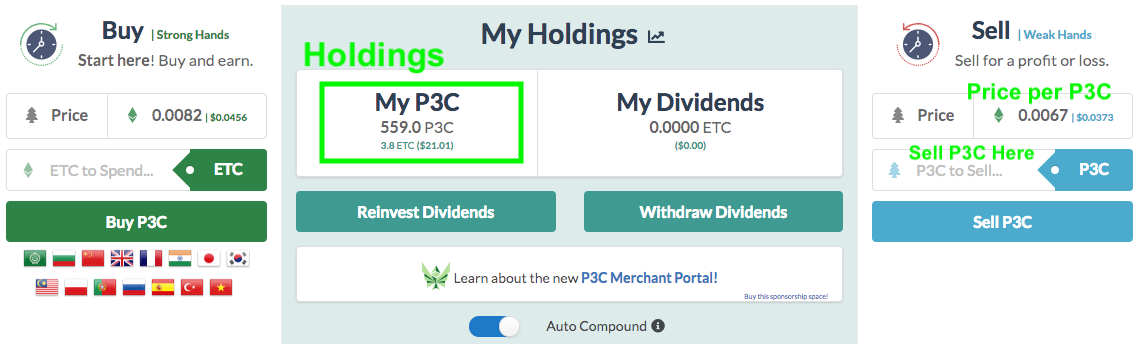 Buy | Strong Hands
Start here! Buy and earn.
Price 0.0082 | $0.0456
ETC to Spend... ETC
Buy P3C
My Holdings
Holdings
My P3C
559.0 P3C
3.8 ETC ($21.01)
My Dividends
0.0000 ETC
($0.00)
Reinvest Dividends
Withdraw Dividends
Learn about the new P3C Merchant Portal!
Buy this sponsorship space!
Auto Compound
Sell | Weak Hands
Sell for a profit or loss.
Price per P3C
Price 0.0067 | $0.0373
Sell P3C Here
P3C to Sell... P3C
Sell P3C